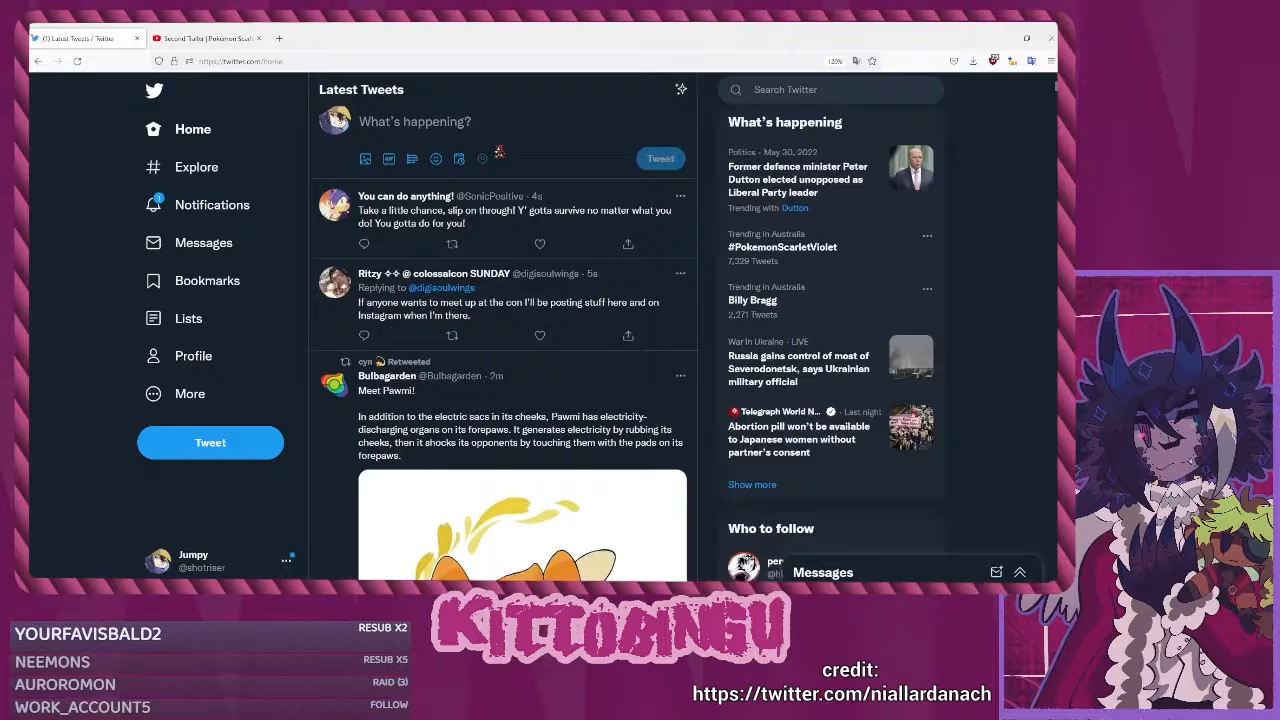 (1) Latest Tweets / Twitter
Second Trailer | Pokémon Scarl
https://twitter.com/home
120%
Home
Explore
1
Notifications
Messages
Bookmarks
Lists
Profile
More
Tweet
Jumpy
@shotriser
Latest Tweets
What's happening?
GIF
Tweet
You can do anything! @SonicPositive · 4s
Take a little chance, slip on through! Y' gotta survive no matter what you
do! You gotta do for you!
Ritzy ✧✧ @ colossalcon SUNDAY @digisoulwings · 5s
Replying to @digisoulwings
If anyone wants to meet up at the con I'll be posting stuff here and on
Instagram when I'm there.
cyn Retweeted
Bulbagarden @Bulbagarden · 2m
Meet Pawmi!
In addition to the electric sacs in its cheeks, Pawmi has electricity-
discharging organs on its forepaws. It generates electricity by rubbing its
cheeks, then it shocks its opponents by touching them with the pads on its
forepaws.
Search Twitter
What's happening
Politics · May 30, 2022
Former defence minister Peter
Dutton elected unopposed as
Liberal Party leader
Trending with Dutton
Trending in Australia
#PokemonScarletViolet
7,329 Tweets
Trending in Australia
Billy Bragg
2,271 Tweets
War in Ukraine · LIVE
Russia gains control of most of
Severodonetsk, says Ukrainian
military official
Telegraph World N... · Last night
Abortion pill won't be available
to Japanese women without
partner's consent
Show more
Who to follow
Messages
KITTOBINGU
YOURFAVISBALD2 RESUB X2
NEEMONS RESUB X5
AUROROMON RAID (3)
WORK_ACCOUNT5 FOLLOW
credit:
https://twitter.com/niallardanach